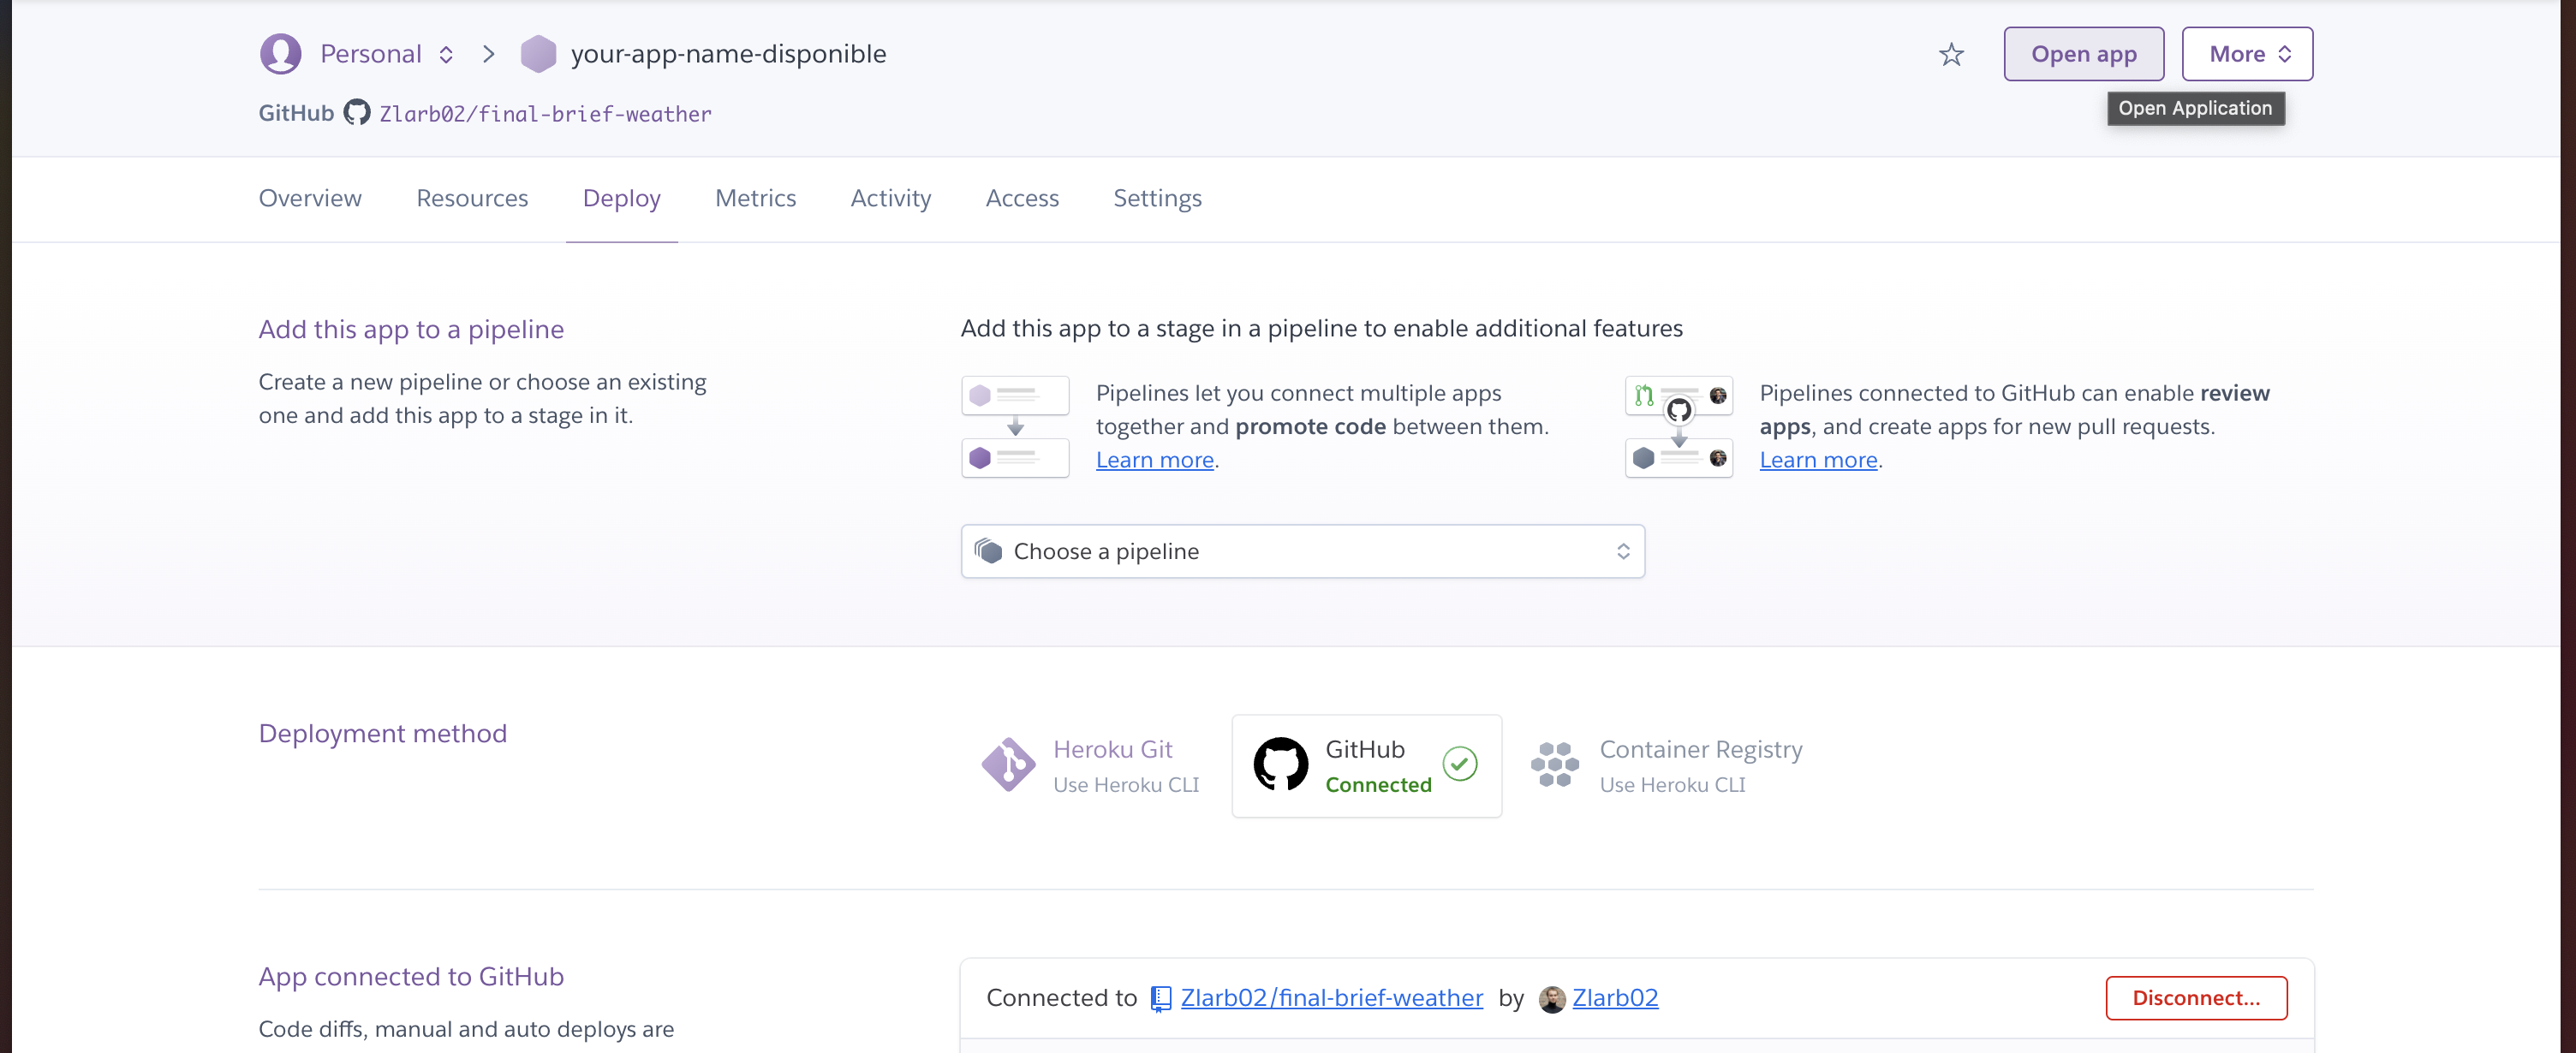 Personal > your-app-name-disponible
Open app
More
GitHub Zlarb02/final-brief-weather
Open Application
Overview Resources Deploy Metrics Activity Access Settings
Add this app to a pipeline
Create a new pipeline or choose an existing
one and add this app to a stage in it.
Add this app to a stage in a pipeline to enable additional features
Pipelines let you connect multiple apps
together and promote code between them.
Learn more.
Pipelines connected to GitHub can enable review
apps, and create apps for new pull requests.
Learn more.
Choose a pipeline
Deployment method
Heroku Git
Use Heroku CLI
GitHub
Connected
Container Registry
Use Heroku CLI
App connected to GitHub
Code diffs, manual and auto deploys are
Connected to Zlarb02/final-brief-weather by Zlarb02
Disconnect...